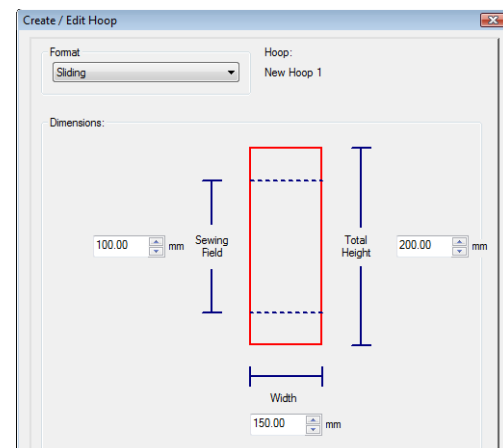 Create / Edit Hoop
Format
Hoop:
Sliding
New Hoop 1
Dimensions:
100.00 mm
Sewing
Field
Total
Height
200.00 mm
Width
150.00 mm